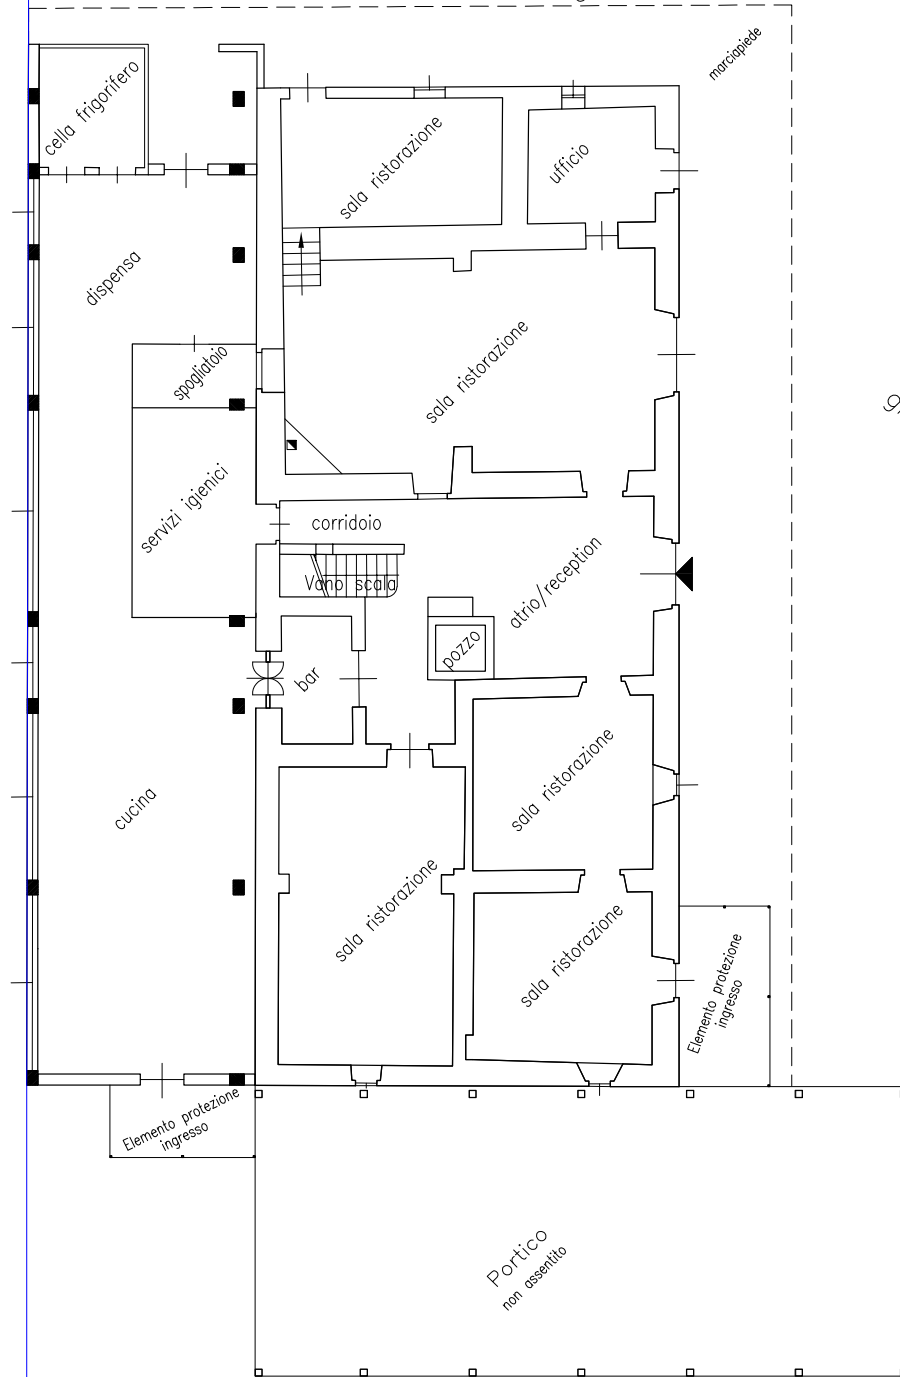 marciapiede
cella frigorifero
sala ristorazione
ufficio
dispensa
spogliatoio
sala ristorazione
servizi igienici
corridoio
Vano scala
atrio/reception
pozzo
bar
cucina
sala ristorazione
sala ristorazione
sala ristorazione
Elemento protezione
ingresso
Elemento protezione
ingresso
Portico
non assentito